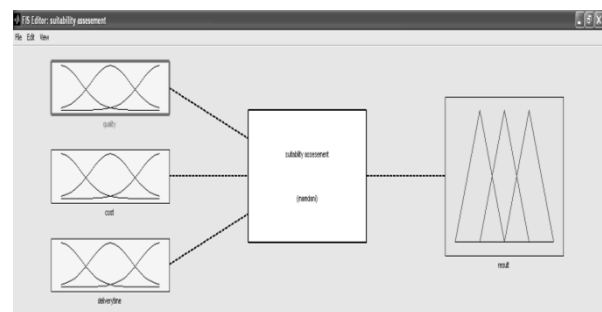 FIS Editor: suitability assesement
File Edit View
quality
cost
deliverytime
suitability assesement
(mamdani)
result